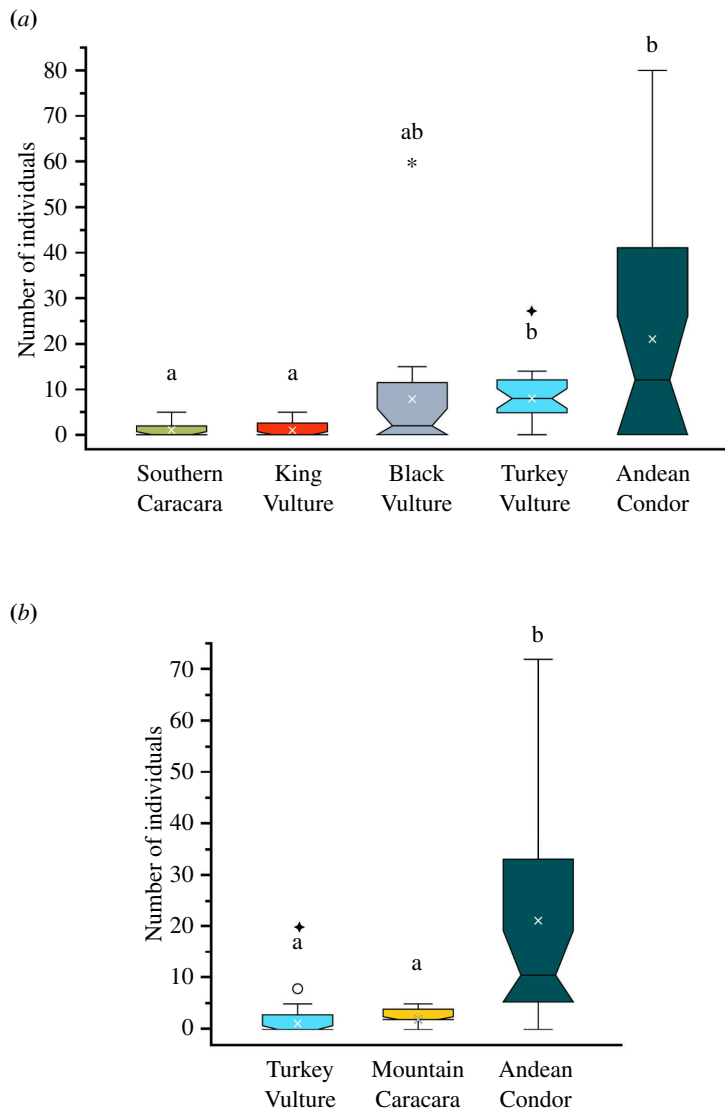 (a)
b
80
70
ab
60
*
50
40
30
20
b
a
a
10
0
Number of individuals
Southern
Caracara
King
Vulture
Black
Vulture
Turkey
Vulture
Andean
Condor
(b)
b
70
60
50
40
30
20
a
a
10
0
Number of individuals
Turkey
Vulture
Mountain
Caracara
Andean
Condor